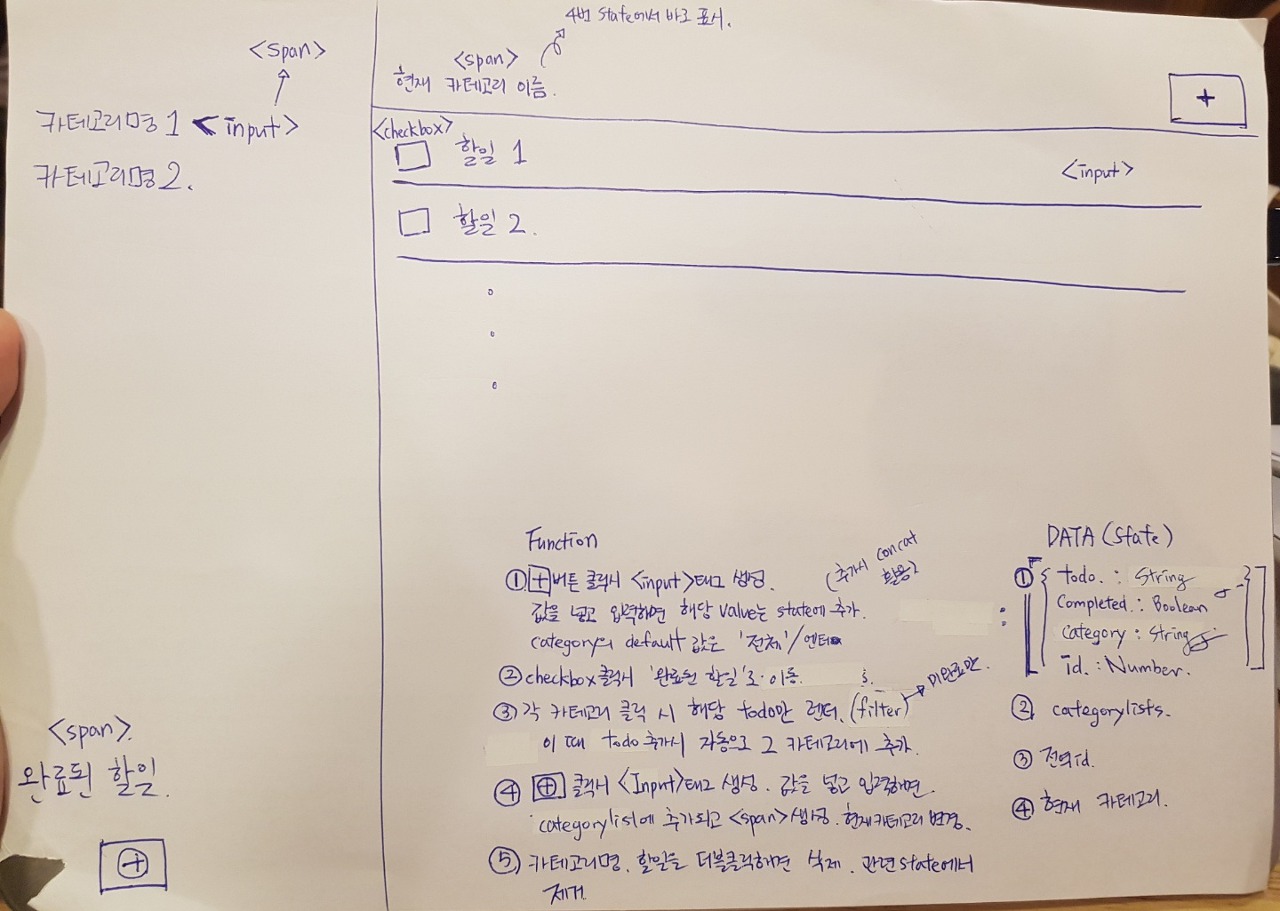 4번 state에서 바로 표시.
<span>
<span>
현재 카테고리 이름.
+
카테고리명 1 <input>
카테고리명 2.
<checkbox>
할일 1
<input>
할일 2.
Function
①+버튼 클릭시 <input>태그 생성.
(추가시 concat
활용)
값을 넣고 입력하면 해당 value는 state에 추가.
category의 default 값은 '전체'/엔터
②checkbox클릭시 '완료된 할일'로 이동.
③각 카테고리 클릭 시 해당 todo만 렌더. (filter)
미완료만.
이 때 todo 추가시 자동으로 그 카테고리에 추가.
④ + 클릭시 <Input>태그 생성. 값을 넣고 입력하면.
categorylist에 추가되고 <span>생성. 현재카테고리 변경.
⑤ 카테고리명, 할일을 더블클릭하면 삭제. 관련state에서
제거.
DATA (State)
① [{ todo. : String
Completed. : Boolean
Category : String
id. : Number. }]
② categorylists.
③ 전역id.
④ 현재 카테고리.
<span>.
완료된 할일.
+